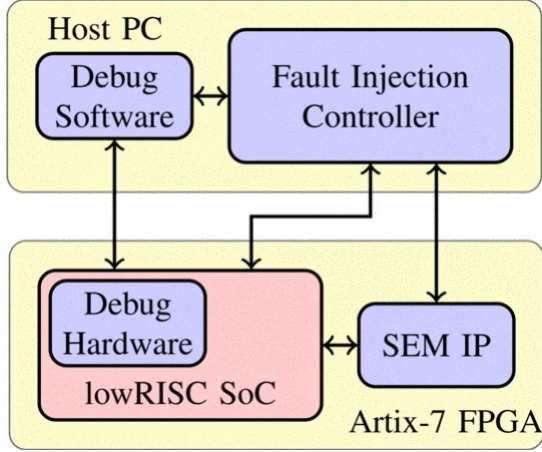 Host PC
Debug
Software
Fault Injection
Controller
Debug
Hardware
lowRISC SoC
SEM IP
Artix-7 FPGA